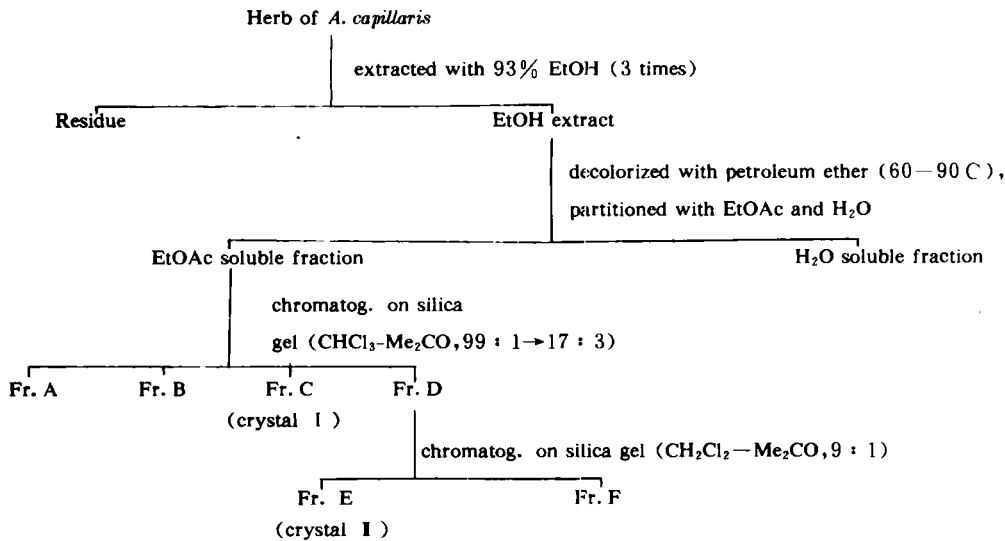 Herb of A. capillaris
extracted with 93% EtOH (3 times)
Residue
EtOH extract
decolorized with petroleum ether (60—90 C),
partitioned with EtOAc and H₂O
EtOAc soluble fraction
H₂O soluble fraction
chromatog. on silica
gel (CHCl₃-Me₂CO, 99 : 1→17 : 3)
Fr. A Fr. B Fr. C Fr. D
(crystal I)
chromatog. on silica gel (CH₂Cl₂—Me₂CO, 9 : 1)
Fr. E Fr. F
(crystal II)